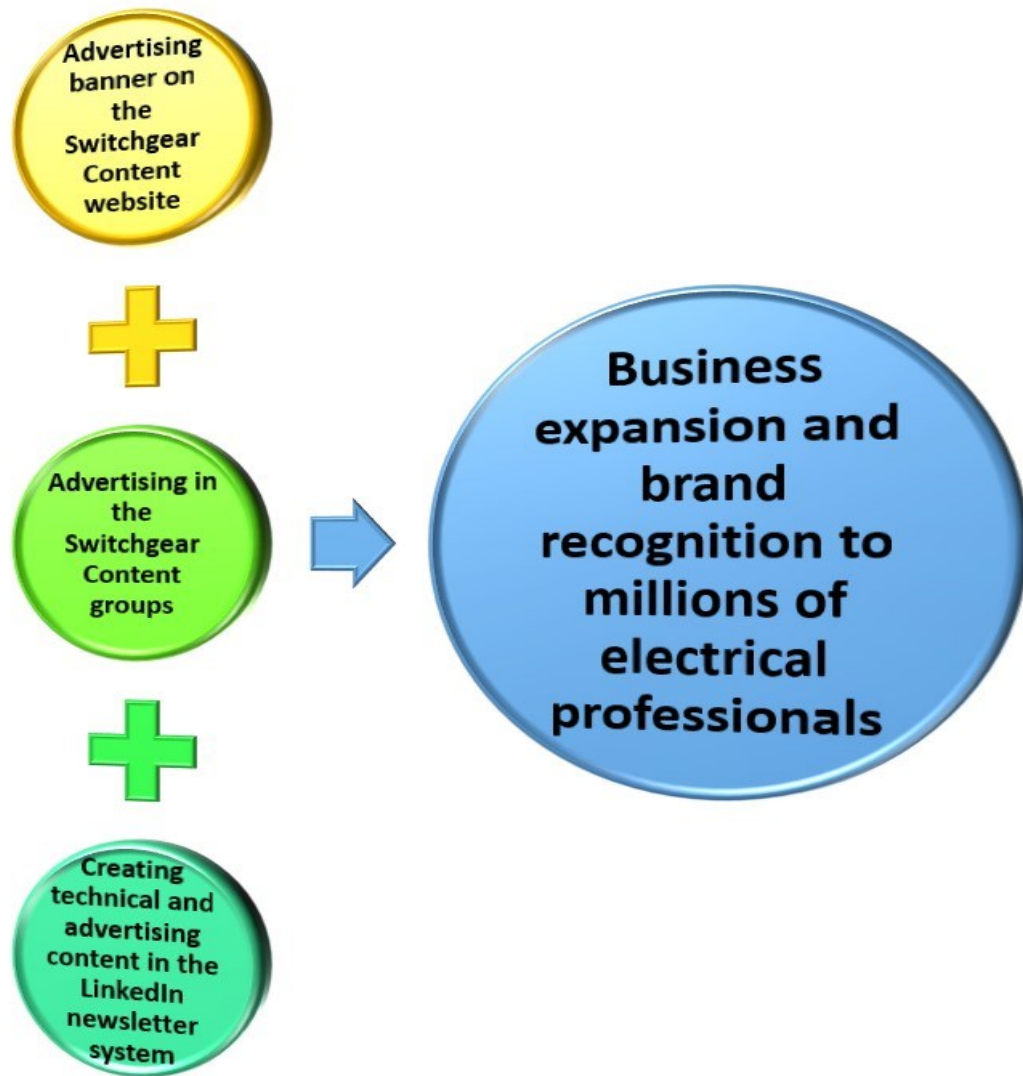 Advertising
banner on
the
Switchgear
Content
website
Advertising in
the
Switchgear
Content
groups
Creating
technical and
advertising
content in the
LinkedIn
newsletter
system
Business
expansion and
brand
recognition to
millions of
electrical
professionals